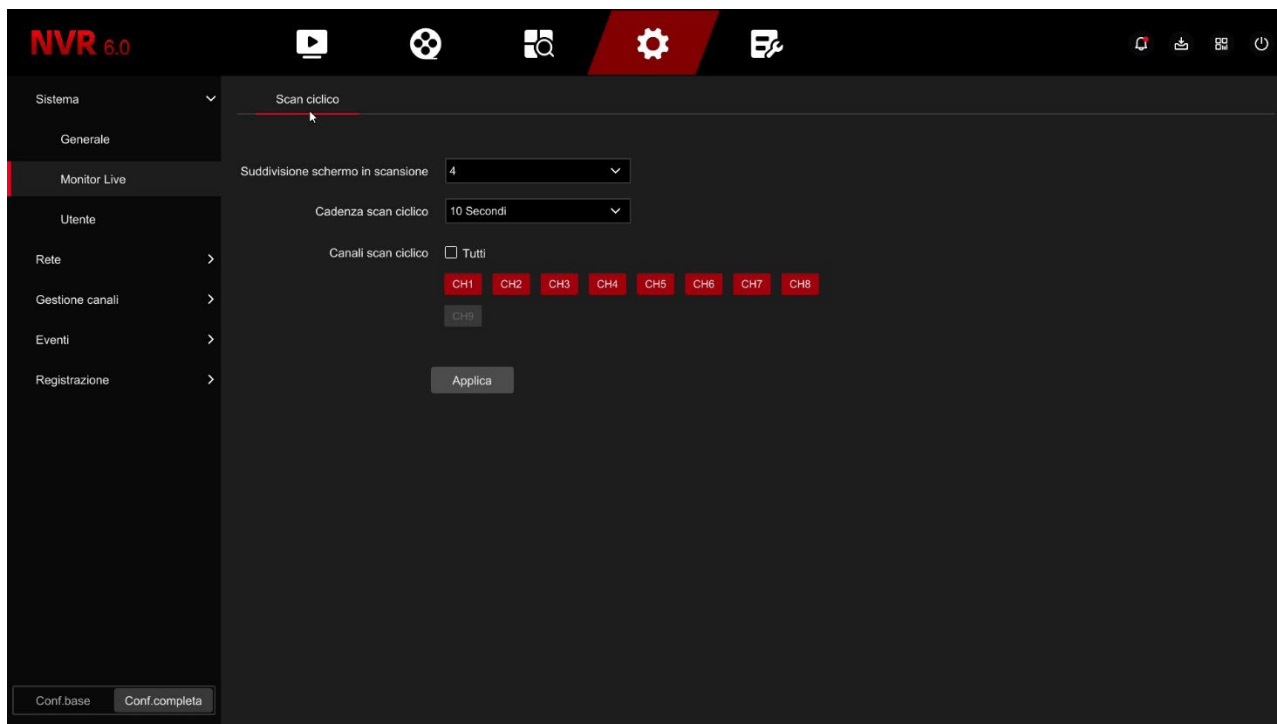 NVR 6.0
Sistema
Scan ciclico
Generale
Suddivisione schermo in scansione 4
Monitor Live
Cadenza scan ciclico 10 Secondi
Utente
Canali scan ciclico Tutti
Rete
CH1 CH2 CH3 CH4 CH5 CH6 CH7 CH8
Gestione canali
CH9
Eventi
Registrazione
Applica
Conf.base Conf.completa